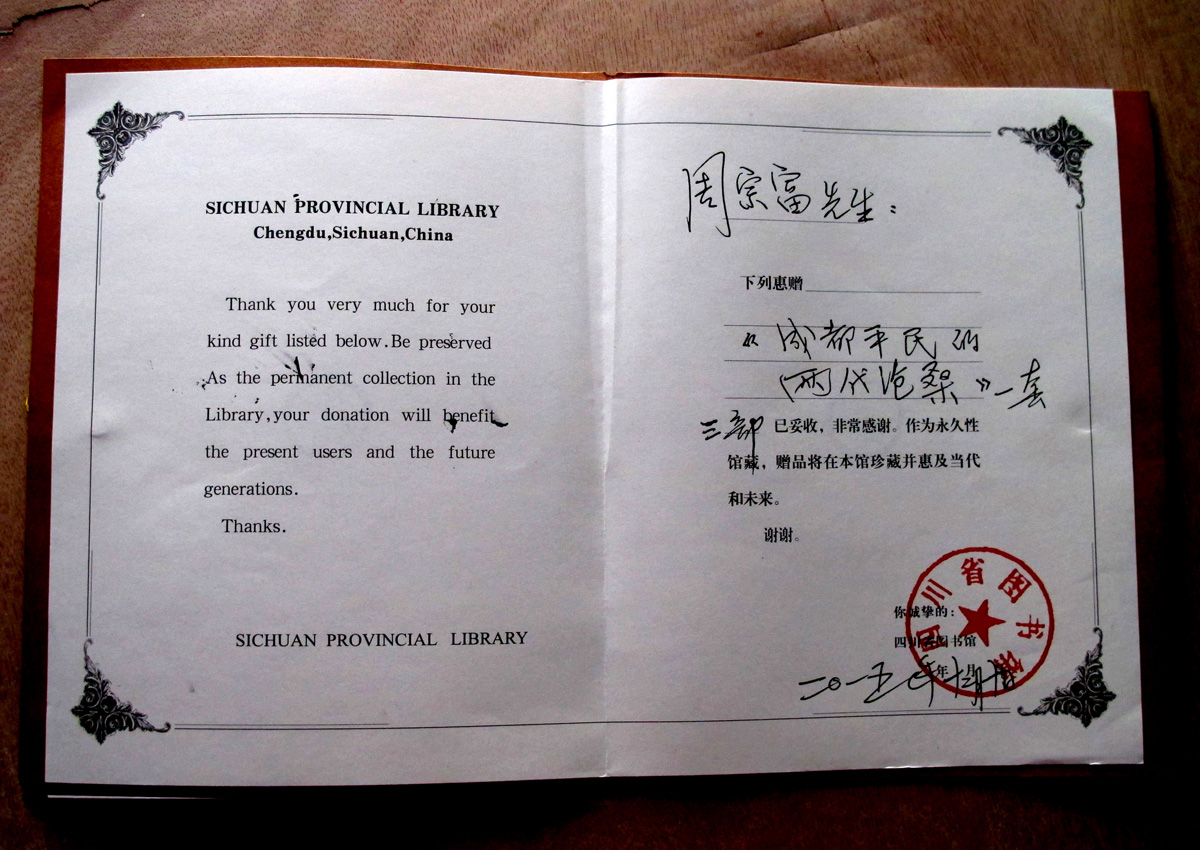 SICHUAN PROVINCIAL LIBRARY
Chengdu,Sichuan,China
Thank you very much for your
kind gift listed below.Be preserved
As the permanent collection in the
Library,your donation will benefit
the present users and the future
generations.
Thanks.
SICHUAN PROVINCIAL LIBRARY
周宗富先生：
下列惠赠
《成都平民的
两代沧桑》一套
三部 已妥收，非常感谢。作为永久性
馆藏，赠品将在本馆珍藏并惠及当代
和未来。
谢谢。
你诚挚的：
四川省图书馆
二〇一五年
年 月
四川省图书馆